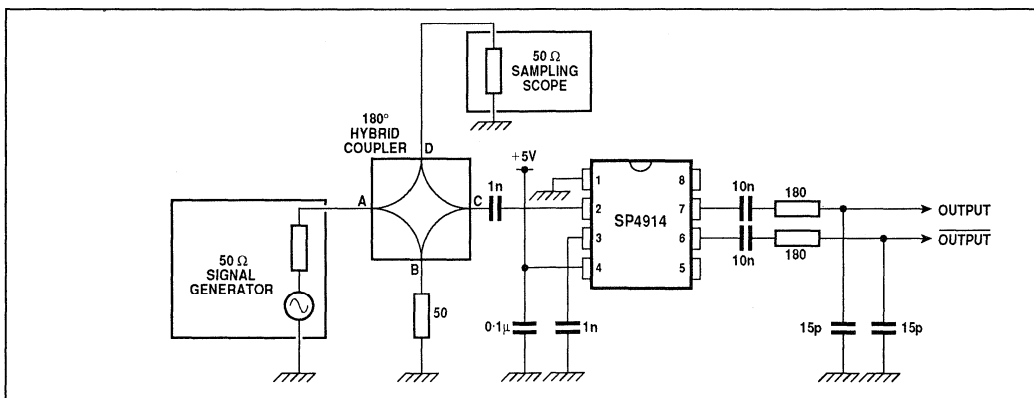 50 Ω
SAMPLING
SCOPE
180°
HYBRID
COUPLER
D
A
C
B
1n
+5V
50 Ω
SIGNAL
GENERATOR
50
0·1µ
1n
SP4914
1
2
3
4
8
7
6
5
10n
180
10n
180
OUTPUT
OUTPUT
15p
15p